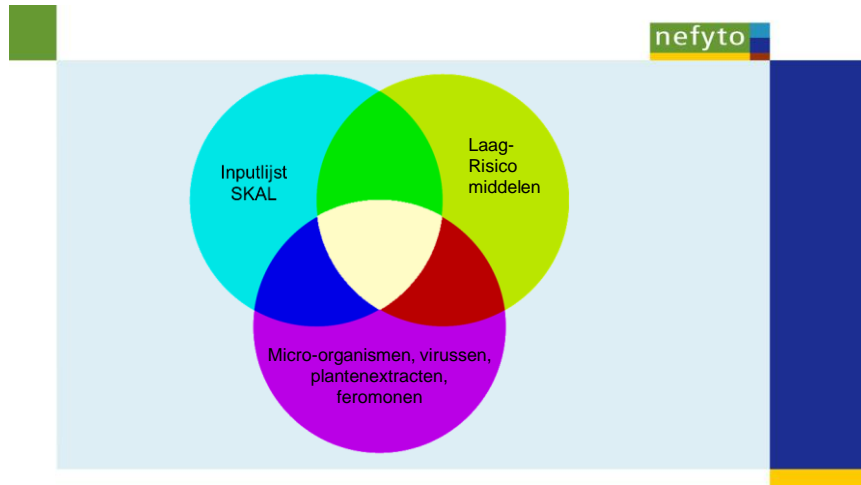 nefyto
Inputlijst
SKAL
Laag-
Risico
middelen
Micro-organismen, virussen,
plantenextracten,
feromonen